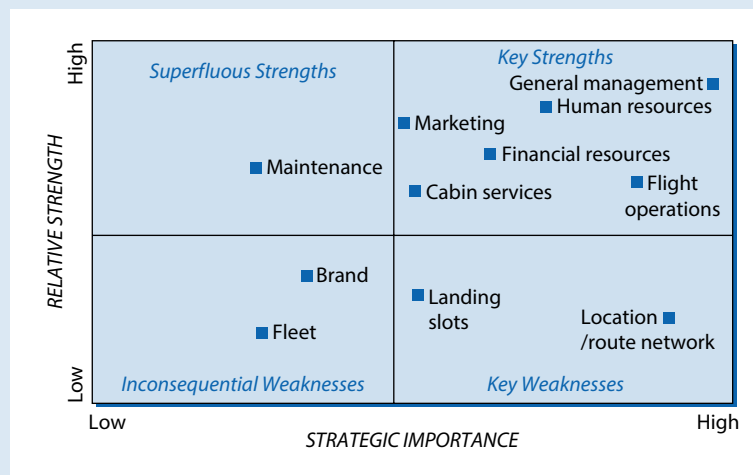 High
Superfluous Strengths
Key Strengths
General management
Human resources
Marketing
Financial resources
Maintenance
Cabin services
Flight
operations
RELATIVE STRENGTH
Brand
Landing
slots
Fleet
Location
/route network
Low
Inconsequential Weaknesses
Key Weaknesses
Low
High
STRATEGIC IMPORTANCE